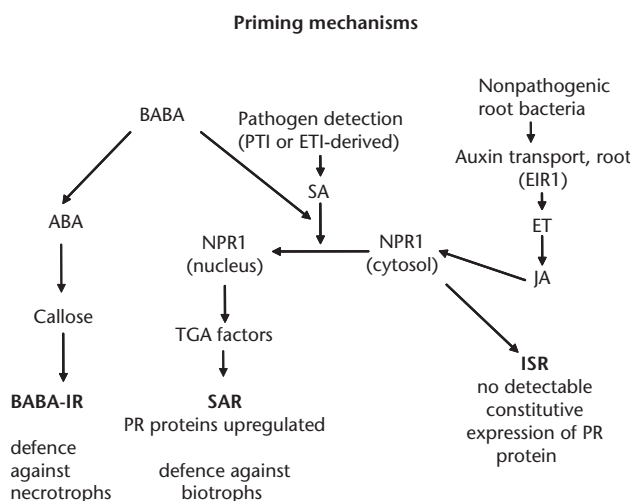 Priming mechanisms
BABA
Pathogen detection
(PTI or ETI-derived)
Nonpathogenic
root bacteria
Auxin transport, root
(EIR1)
SA
ABA
ET
NPR1
(nucleus)
NPR1
(cytosol)
JA
Callose
TGA factors
BABA-IR
SAR
PR proteins upregulated
ISR
no detectable
constitutive
expression of PR
protein
defence
against
necrotrophs
defence against
biotrophs